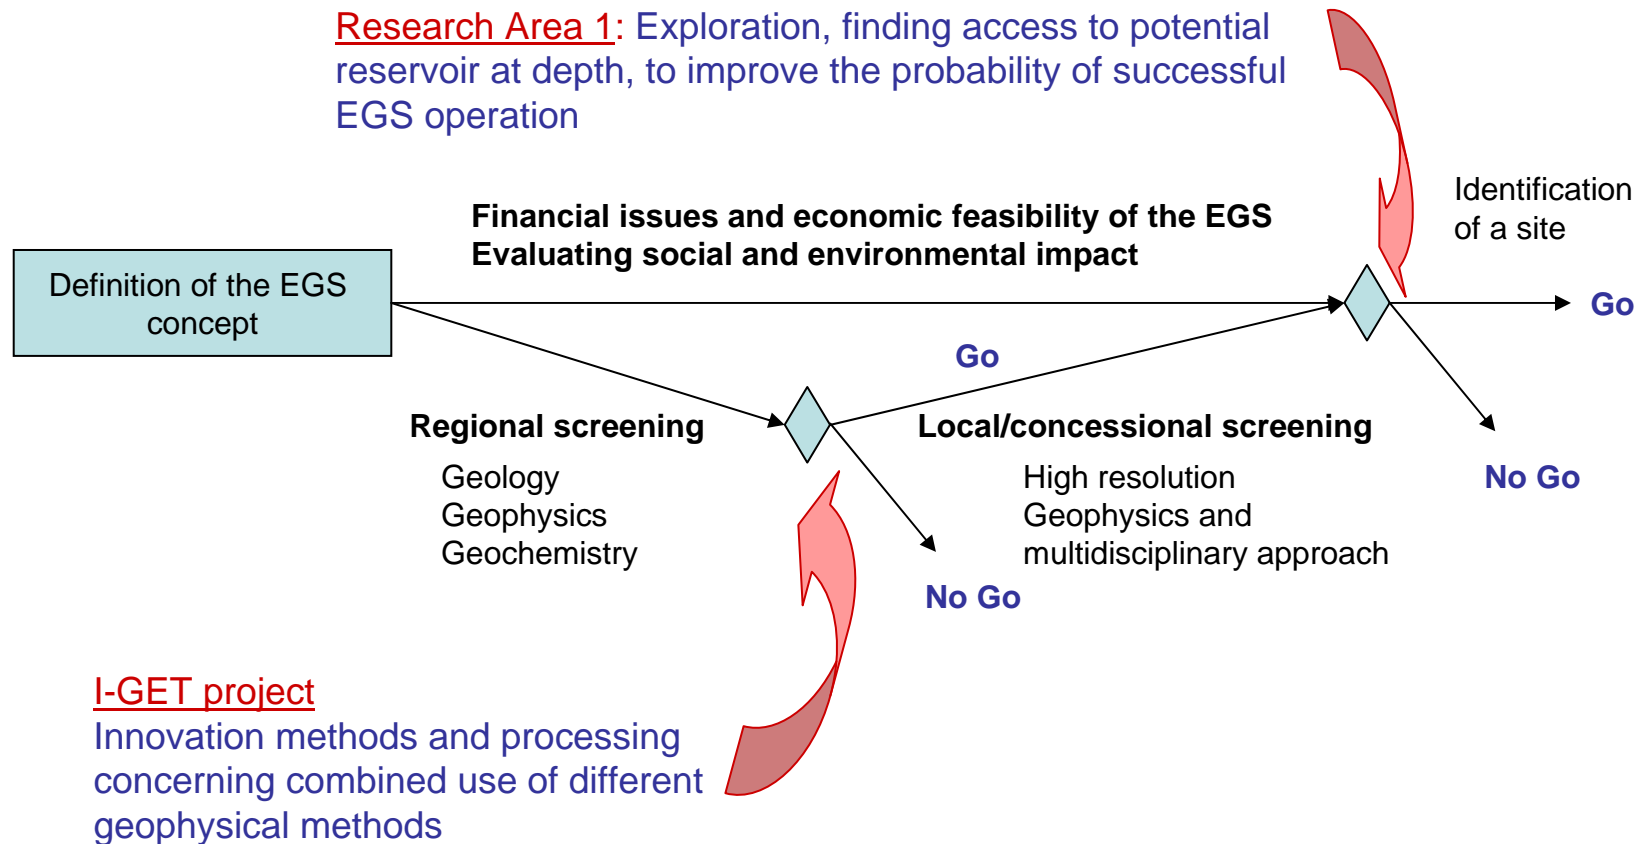 Research Area 1: Exploration, finding access to potential
reservoir at depth, to improve the probability of successful
EGS operation
Identification
of a site
Financial issues and economic feasibility of the EGS
Evaluating social and environmental impact
Definition of the EGS
concept
Go
Go
Regional screening
Geology
Geophysics
Geochemistry
Local/concessional screening
High resolution
Geophysics and
multidisciplinary approach
No Go
No Go
I-GET project
Innovation methods and processing
concerning combined use of different
geophysical methods